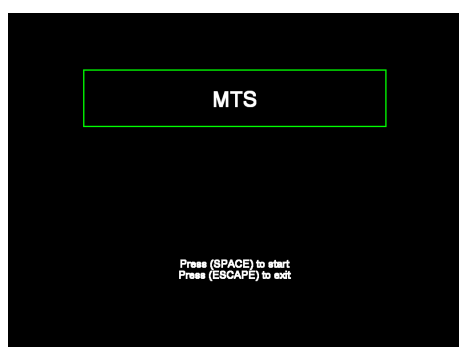 MTS
Press (SPACE) to start
Press (ESCAPE) to exit